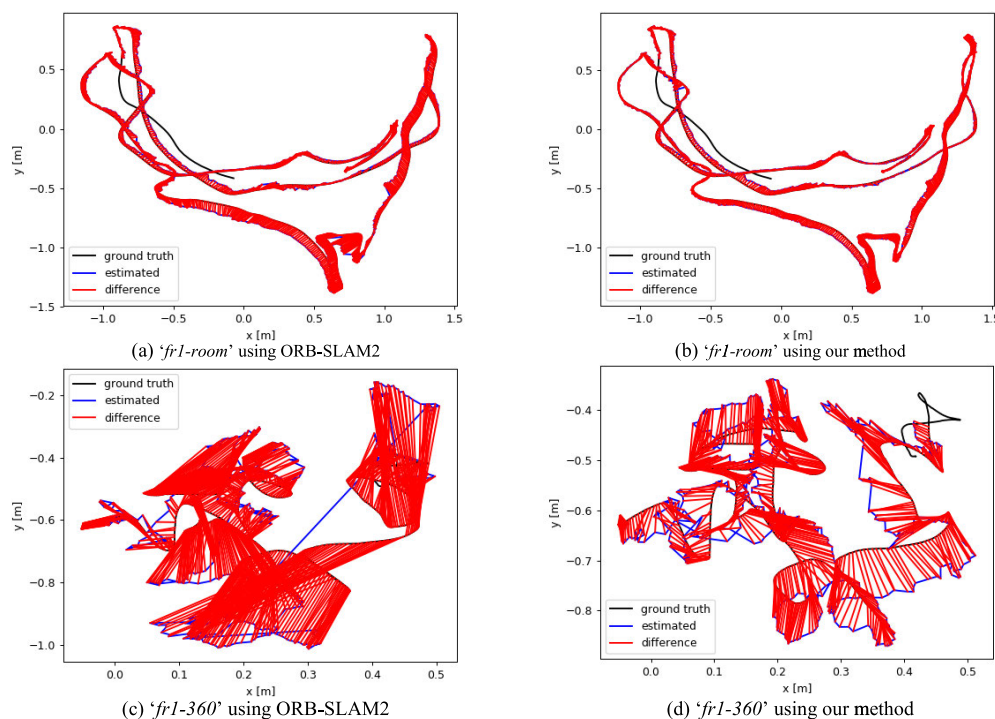 0.5
0.0
−0.5
−1.0
−1.5
y [m]
ground truth
estimated
difference
−1.0
−0.5
0.0
0.5
1.0
1.5
x [m]
(a) ‘fr1-room’ using ORB-SLAM2
0.5
0.0
−0.5
−1.0
y [m]
ground truth
estimated
difference
−1.0
−0.5
0.0
0.5
1.0
1.5
x [m]
(b) ‘fr1-room’ using our method
−0.2
−0.4
−0.6
−0.8
−1.0
y [m]
ground truth
estimated
difference
0.0
0.1
0.2
0.3
0.4
0.5
x [m]
(c) ‘fr1-360’ using ORB-SLAM2
−0.4
−0.5
−0.6
−0.7
−0.8
y [m]
ground truth
estimated
difference
0.0
0.1
0.2
0.3
0.4
0.5
x [m]
(d) ‘fr1-360’ using our method